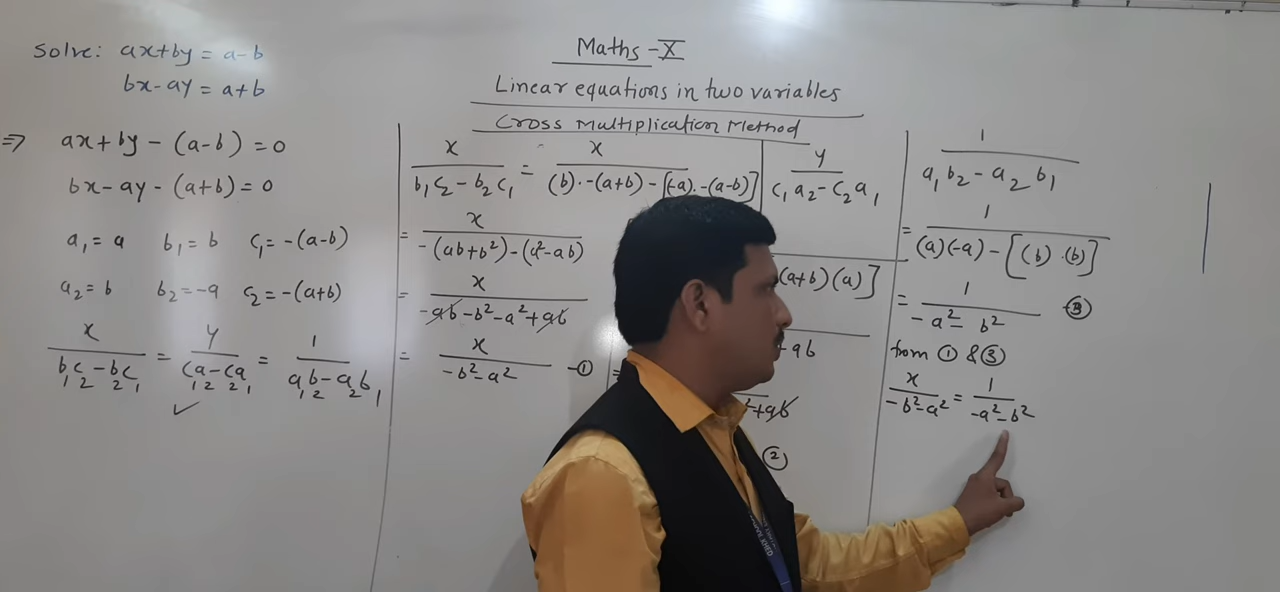 Solve: ax+by = a-b
bx-ay = a+b
⇒ ax+by-(a-b)=0
bx-ay-(a+b)=0
a₁=a b₁=b c₁=-(a-b)
a₂=b b₂=-a c₂=-(a+b)
x/(b₁c₂-b₂c₁) = y/(c₁a₂-c₂a₁) = 1/(a₁b₂-a₂b₁)
✓
Maths-X
Linear equations in two variables
Cross Multiplication Method
x/(b₁c₂-b₂c₁) = x/((b).-(a+b)-[(-a).-(a-b)])
= x/(-(ab+b²)-(a²-ab))
= x/(-ab-b²-a²+ab)
= x/(-b²-a²) -①
y/(c₁a₂-c₂a₁)
(a+b)(a)]
ab
²+ab
②
1/(a₁b₂-a₂b₁)
= 1/((a)(-a)-[(b).(b)])
= 1/(-a²-b²) -③
from ① & ③
x/(-b²-a²) = 1/(-a²-b²)